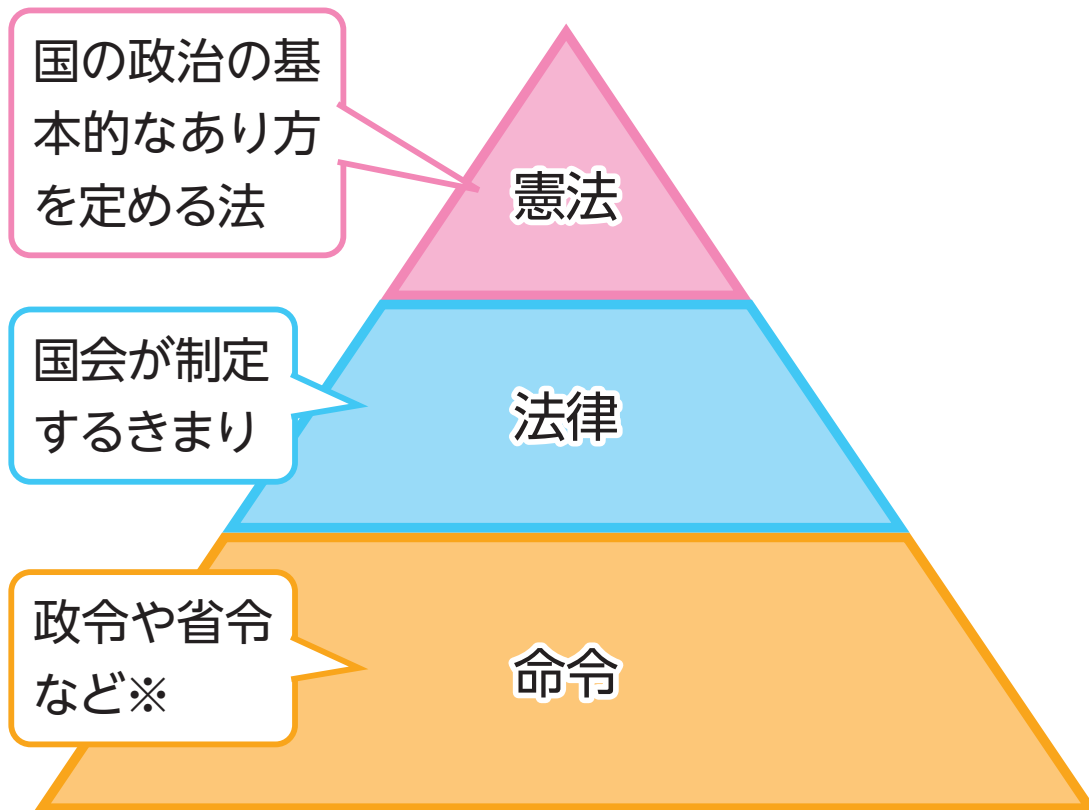 国の政治の基
本的なあり方
を定める法
憲法
国会が制定
するきまり
法律
政令や省令
など※
命令